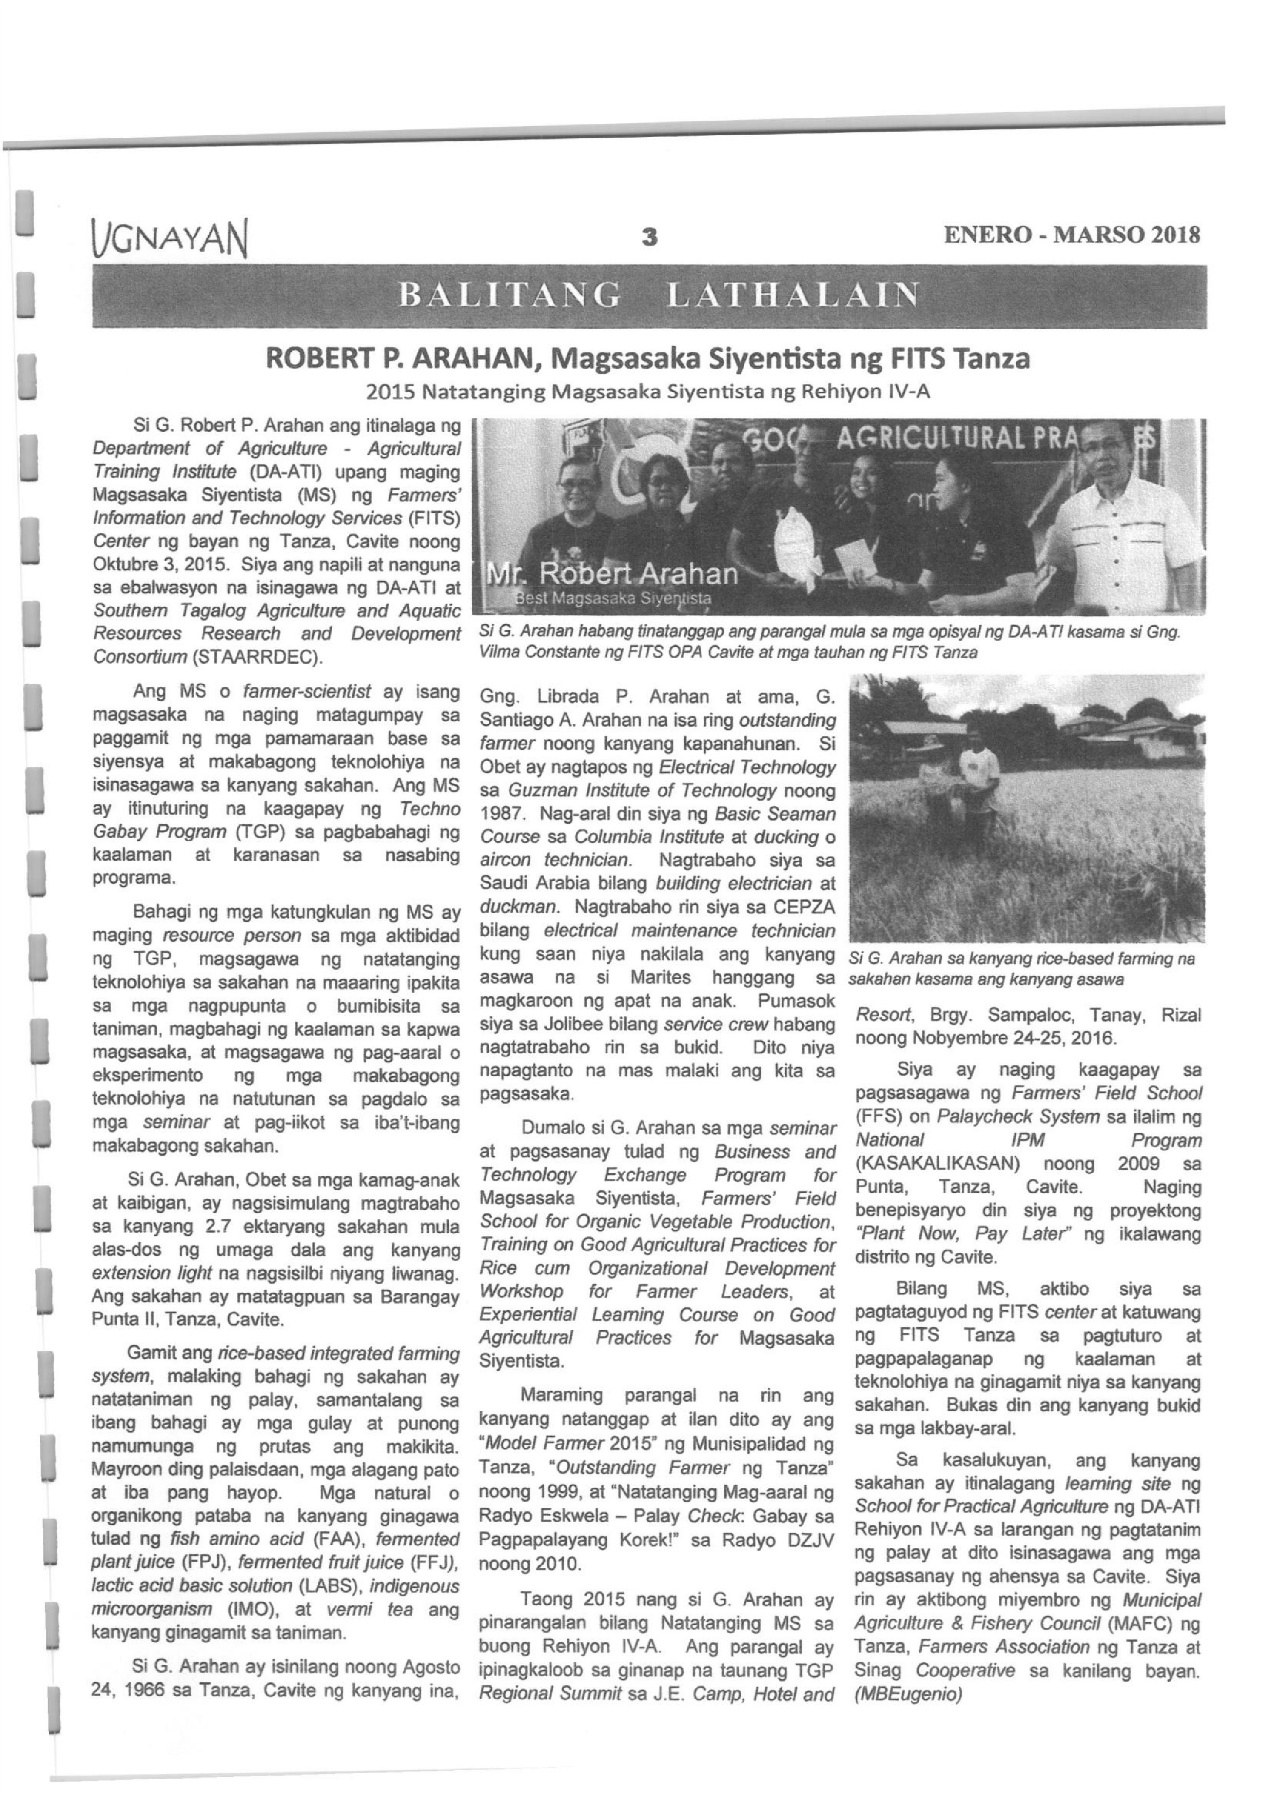 UGNAYAN
3
ENERO - MARSO 2018
BALITANG LATHALAIN
ROBERT P. ARAHAN, Magsasaka Siyentista ng FITS Tanza
2015 Natatanging Magsasaka Siyentista ng Rehiyon IV-A
Si G. Robert P. Arahan ang itinalaga ng
Department of Agriculture - Agricultural
Training Institute (DA-ATI) upang maging
Magsasaka Siyentista (MS) ng Farmers'
Information and Technology Services (FITS)
Center ng bayan ng Tanza, Cavite noong
Oktubre 3, 2015. Siya ang napili at nanguna
sa ebalwasyon na isinagawa ng DA-ATI at
Southern Tagalog Agriculture and Aquatic
Resources Research and Development
Consortium (STAARRDEC).
Ang MS o farmer-scientist ay isang
magsasaka na naging matagumpay sa
paggamit ng mga pamamaraan base sa
siyensya at makabagong teknolohiya na
isinasagawa sa kanyang sakahan. Ang MS
ay itinuturing na kaagapay ng Techno
Gabay Program (TGP) sa pagbabahagi ng
kaalaman at karanasan sa nasabing
programa.
Bahagi ng mga katungkulan ng MS ay
maging resource person sa mga aktibidad
ng TGP, magsagawa ng natatanging
teknolohiya sa sakahan na maaaring ipakita
sa mga nagpupunta o bumibisita sa
taniman, magbahagi ng kaalaman sa kapwa
magsasaka, at magsagawa ng pag-aaral o
eksperimento ng mga makabagong
teknolohiya na natutunan sa pagdalo sa
mga seminar at pag-iikot sa iba't-ibang
makabagong sakahan.
Si G. Arahan, Obet sa mga kamag-anak
at kaibigan, ay nagsisimulang magtrabaho
sa kanyang 2.7 ektaryang sakahan mula
alas-dos ng umaga dala ang kanyang
extension light na nagsisilbi niyang liwanag.
Ang sakahan ay matatagpuan sa Barangay
Punta II, Tanza, Cavite.
Gamit ang rice-based integrated farming
system, malaking bahagi ng sakahan ay
natataniman ng palay, samantalang sa
ibang bahagi ay mga gulay at punong
namumunga ng prutas ang makikita.
Mayroon ding palaisdaan, mga alagang pato
at iba pang hayop. Mga natural o
organikong pataba na kanyang ginagawa
tulad ng fish amino acid (FAA), fermented
plant juice (FPJ), fermented fruit juice (FFJ),
lactic acid basic solution (LABS), indigenous
microorganism (IMO), at vermi tea ang
kanyang ginagamit sa taniman.
Si G. Arahan ay isinilang noong Agosto
24, 1966 sa Tanza, Cavite ng kanyang ina,
GOOD AGRICULTURAL PRA ES
Mr. Robert Arahan
Best Magsasaka Siyentista
Si G. Arahan habang tinatanggap ang parangal mula sa mga opisyal ng DA-ATI kasama si Gng.
Vilma Constante ng FITS OPA Cavite at mga tauhan ng FITS Tanza
Gng. Librada P. Arahan at ama, G.
Santiago A. Arahan na isa ring outstanding
farmer noong kanyang kapanahunan. Si
Obet ay nagtapos ng Electrical Technology
sa Guzman Institute of Technology noong
1987. Nag-aral din siya ng Basic Seaman
Course sa Columbia Institute at ducking o
aircon technician. Nagtrabaho siya sa
Saudi Arabia bilang building electrician at
duckman. Nagtrabaho rin siya sa CEPZA
bilang electrical maintenance technician
kung saan niya nakilala ang kanyang
asawa na si Marites hanggang sa
magkaroon ng apat na anak. Pumasok
siya sa Jolibee bilang service crew habang
nagtatrabaho rin sa bukid. Dito niya
napagtanto na mas malaki ang kita sa
pagsasaka.
Dumalo si G. Arahan sa mga seminar
at pagsasanay tulad ng Business and
Technology Exchange Program for
Magsasaka Siyentista, Farmers' Field
School for Organic Vegetable Production,
Training on Good Agricultural Practices for
Rice cum Organizational Development
Workshop for Farmer Leaders, at
Experiential Learning Course on Good
Agricultural Practices for Magsasaka
Siyentista.
Maraming parangal na rin ang
kanyang natanggap at ilan dito ay ang
"Model Farmer 2015" ng Munisipalidad ng
Tanza, "Outstanding Farmer ng Tanza"
noong 1999, at "Natatanging Mag-aaral ng
Radyo Eskwela – Palay Check: Gabay sa
Pagpapalayang Korek!" sa Radyo DZJV
noong 2010.
Taong 2015 nang si G. Arahan ay
pinarangalan bilang Natatanging MS sa
buong Rehiyon IV-A. Ang parangal ay
ipinagkaloob sa ginanap na taunang TGP
Regional Summit sa J.E. Camp, Hotel and
Si G. Arahan sa kanyang rice-based farming na
sakahan kasama ang kanyang asawa
Resort, Brgy. Sampaloc, Tanay, Rizal
noong Nobyembre 24-25, 2016.
Siya ay naging kaagapay sa
pagsasagawa ng Farmers' Field School
(FFS) on Palaycheck System sa ilalim ng
National IPM Program
(KASAKALIKASAN) noong 2009 sa
Punta, Tanza, Cavite. Naging
benepisyaryo din siya ng proyektong
"Plant Now, Pay Later" ng ikalawang
distrito ng Cavite.
Bilang MS, aktibo siya sa
pagtataguyod ng FITS center at katuwang
ng FITS Tanza sa pagtuturo at
pagpapalaganap ng kaalaman at
teknolohiya na ginagamit niya sa kanyang
sakahan. Bukas din ang kanyang bukid
sa mga lakbay-aral.
Sa kasalukuyan, ang kanyang
sakahan ay itinalagang learning site ng
School for Practical Agriculture ng DA-ATI
Rehiyon IV-A sa larangan ng pagtatanim
ng palay at dito isinasagawa ang mga
pagsasanay ng ahensya sa Cavite. Siya
rin ay aktibong miyembro ng Municipal
Agriculture & Fishery Council (MAFC) ng
Tanza, Farmers Association ng Tanza at
Sinag Cooperative sa kanilang bayan.
(MBEugenio)